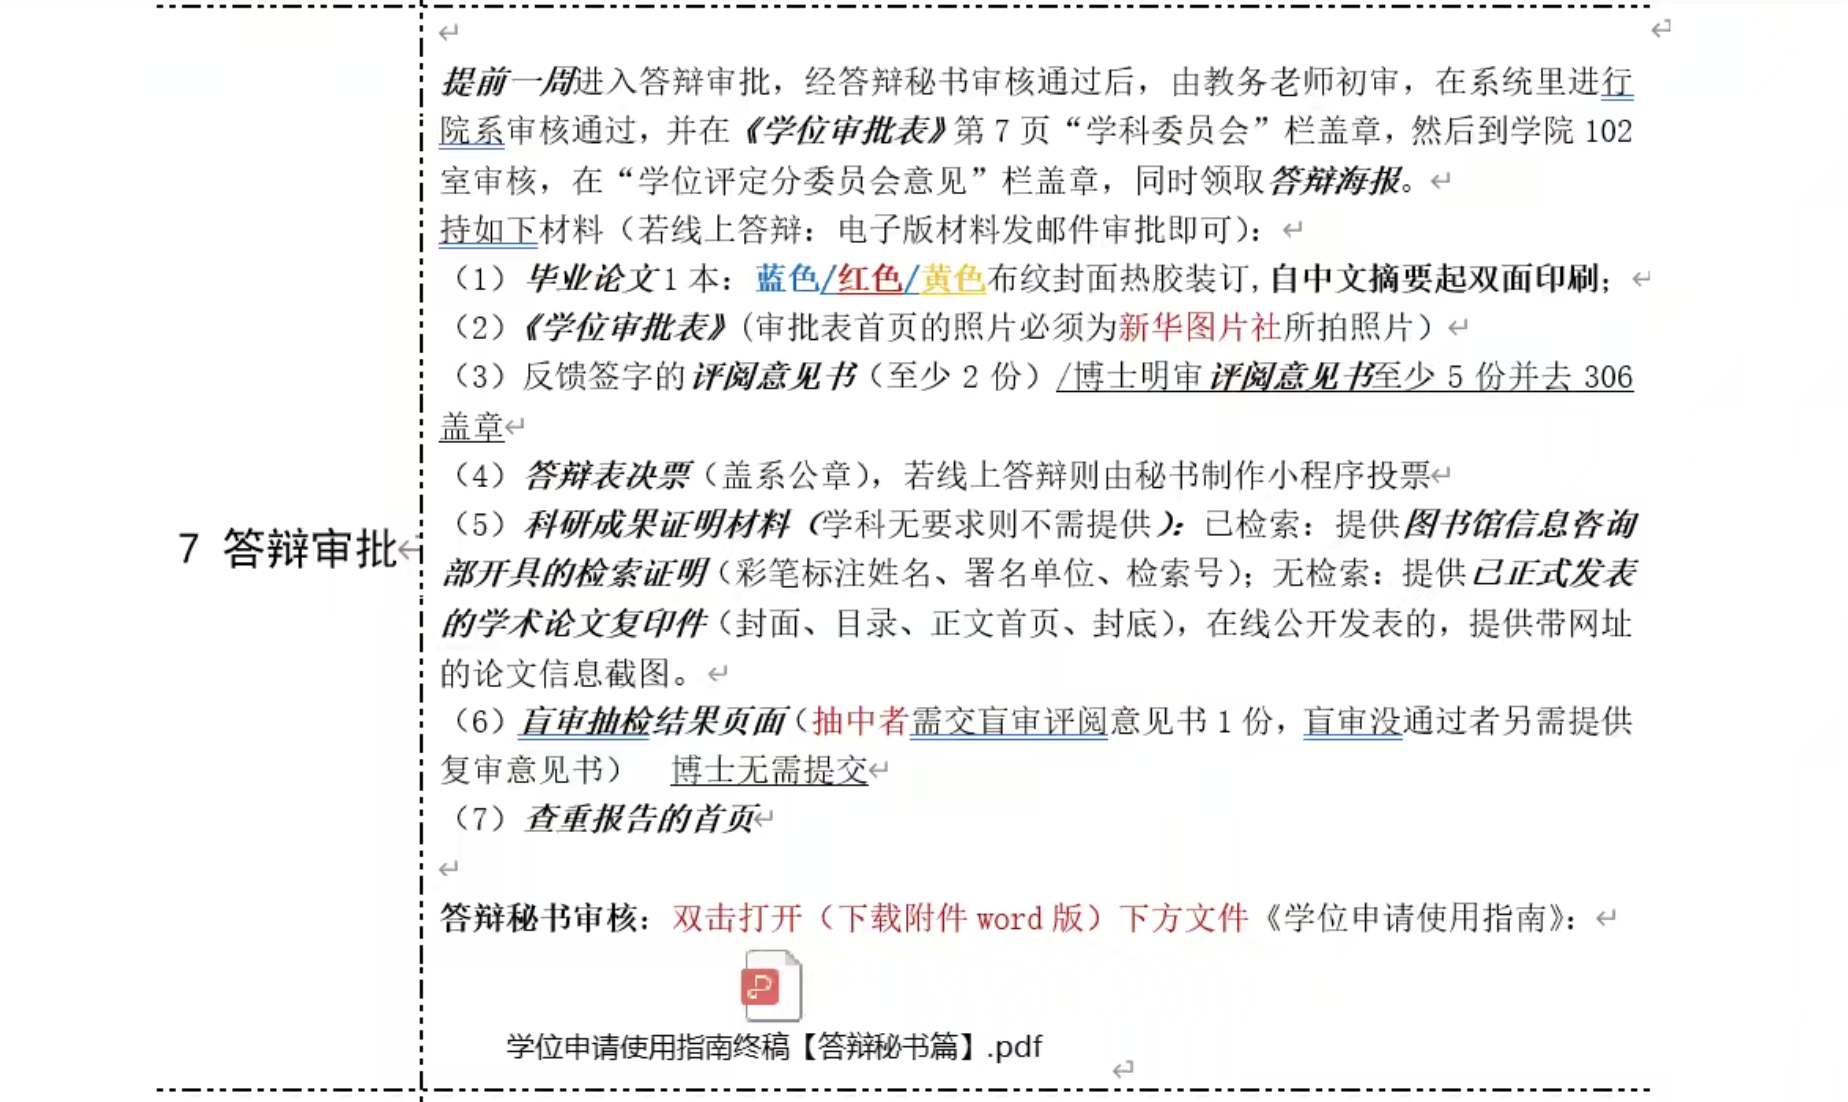 提前一周进入答辩审批，经答辩秘书审核通过后，由教务老师初审，在系统里进行
院系审核通过，并在《学位审批表》第 7 页“学科委员会”栏盖章，然后到学院 102
室审核，在“学位评定分委员会意见”栏盖章，同时领取答辩海报。
持如下材料（若线上答辩：电子版材料发邮件审批即可）：
（1）毕业论文 1 本：蓝色/红色/黄色布纹封面热胶装订,自中文摘要起双面印刷；
（2）《学位审批表》(审批表首页的照片必须为新华图片社所拍照片）
（3）反馈签字的评阅意见书（至少 2 份）/博士明审评阅意见书至少 5 份并去 306
盖章
（4）答辩表决票（盖系公章），若线上答辩则由秘书制作小程序投票
7 答辩审批
（5）科研成果证明材料（学科无要求则不需提供）：已检索：提供图书馆信息咨询
部开具的检索证明（彩笔标注姓名、署名单位、检索号）；无检索：提供已正式发表
的学术论文复印件（封面、目录、正文首页、封底），在线公开发表的，提供带网址
的论文信息截图。
（6）盲审抽检结果页面（抽中者需交盲审评阅意见书 1 份，盲审没通过者另需提供
复审意见书） 博士无需提交
（7）查重报告的首页
答辩秘书审核：双击打开（下载附件 word 版）下方文件《学位申请使用指南》：
学位申请使用指南终稿【答辩秘书篇】.pdf